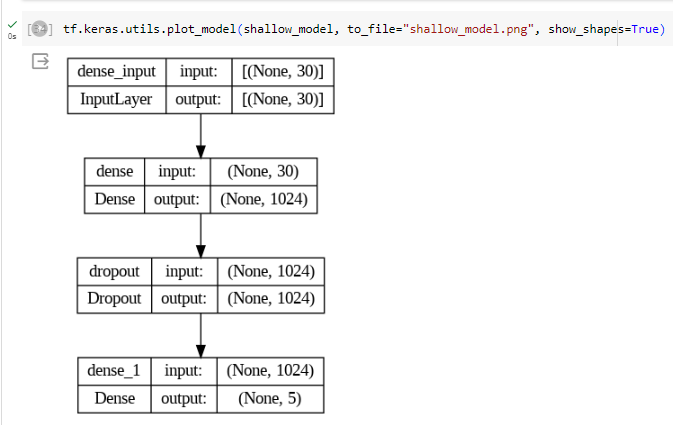 tf.keras.utils.plot_model(shallow_model, to_file="shallow_model.png", show_shapes=True)
0s
dense_input input: [(None, 30)]
InputLayer output: [(None, 30)]
dense input: (None, 30)
Dense output: (None, 1024)
dropout input: (None, 1024)
Dropout output: (None, 1024)
dense_1 input: (None, 1024)
Dense output: (None, 5)